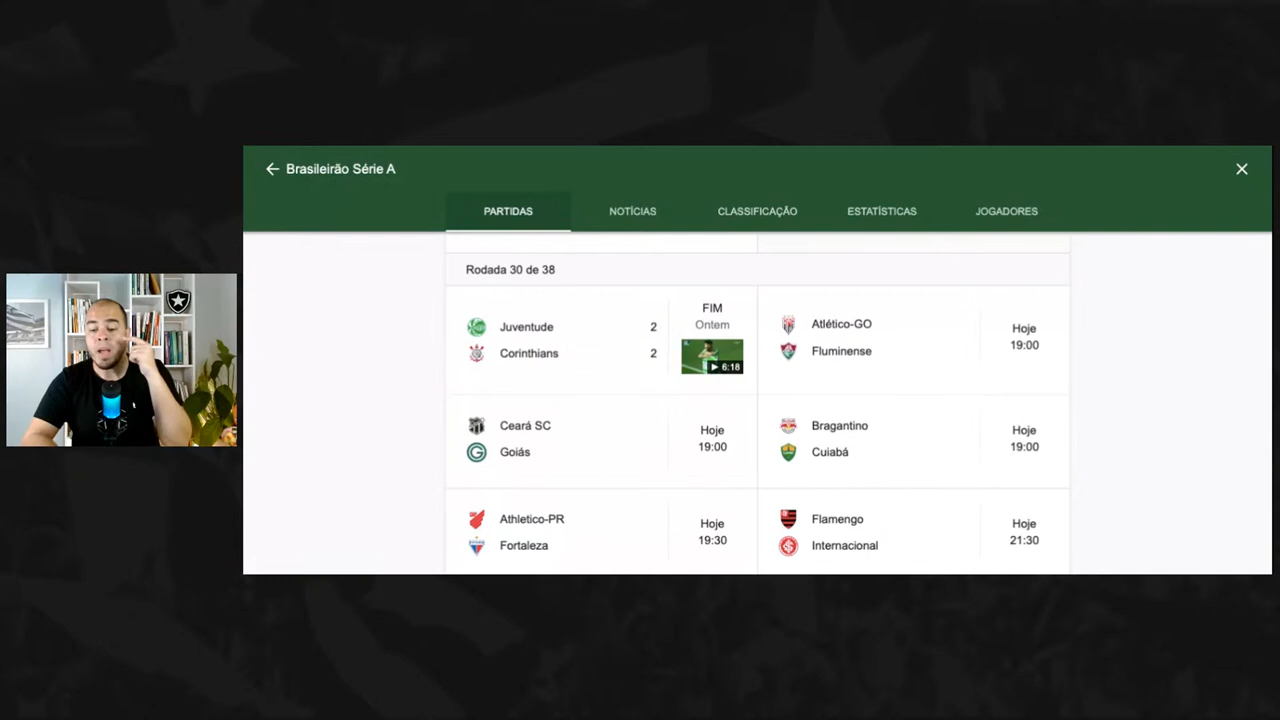 Brasileirão Série A
PARTIDAS
NOTÍCIAS
CLASSIFICAÇÃO
ESTATÍSTICAS
JOGADORES
Rodada 30 de 38
Juventude 2
Corinthians 2
FIM
Ontem
6:18
Atlético-GO
Fluminense
Hoje
19:00
Ceará SC
Goiás
Hoje
19:00
Bragantino
Cuiabá
Hoje
19:00
Athletico-PR
Fortaleza
Hoje
19:30
Flamengo
Internacional
Hoje
21:30